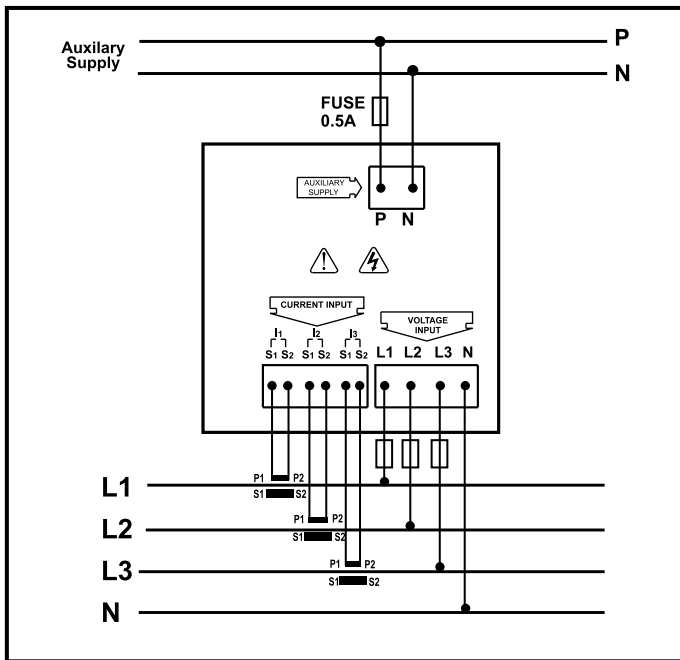 Auxilary
Supply
P
N
FUSE
0.5A
AUXILIARY
SUPPLY
P N
CURRENT INPUT
VOLTAGE
INPUT
I1 I2 I3
S1 S2 S1 S2 S1 S2
L1 L2 L3 N
L1
P1 P2
S1 S2
L2
P1 P2
S1 S2
L3
P1 P2
S1 S2
N